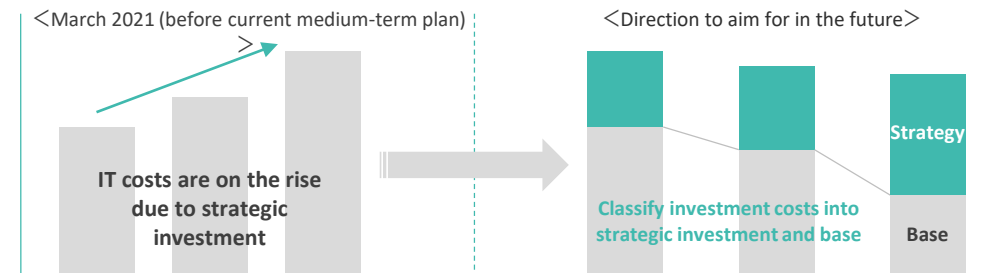 ＜March 2021 (before current medium-term plan)
＞
IT costs are on the rise
due to strategic
investment
＜Direction to aim for in the future＞
Strategy
Classify investment costs into
strategic investment and base
Base